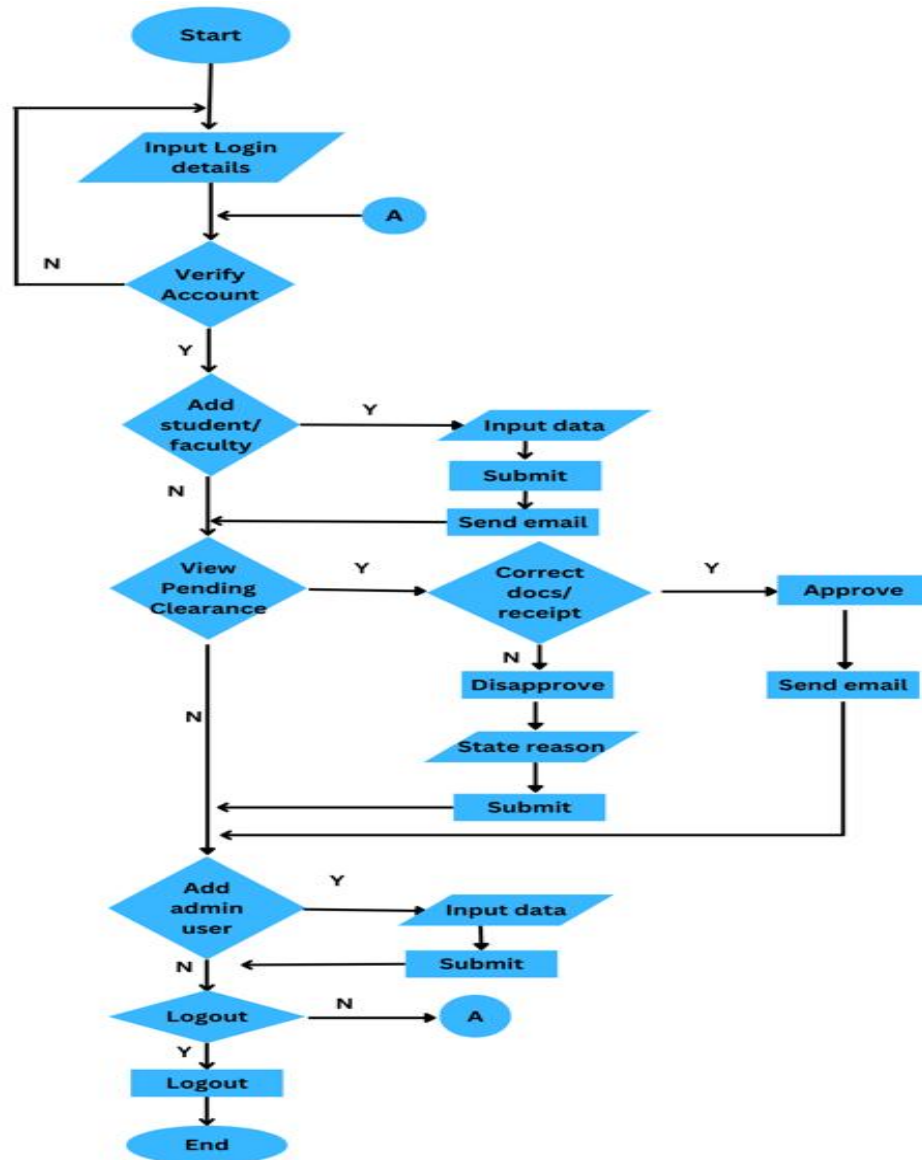 Start
Input Login
details
A
N
Verify
Account
Y
Add
student/
faculty
Y
Input data
Submit
N
Send email
View
Pending
Clearance
Y
Correct
docs/
receipt
Y
Approve
N
Disapprove
Send email
N
State reason
Submit
Add
admin
user
Y
Input data
Submit
N
Logout
N
A
Y
Logout
End